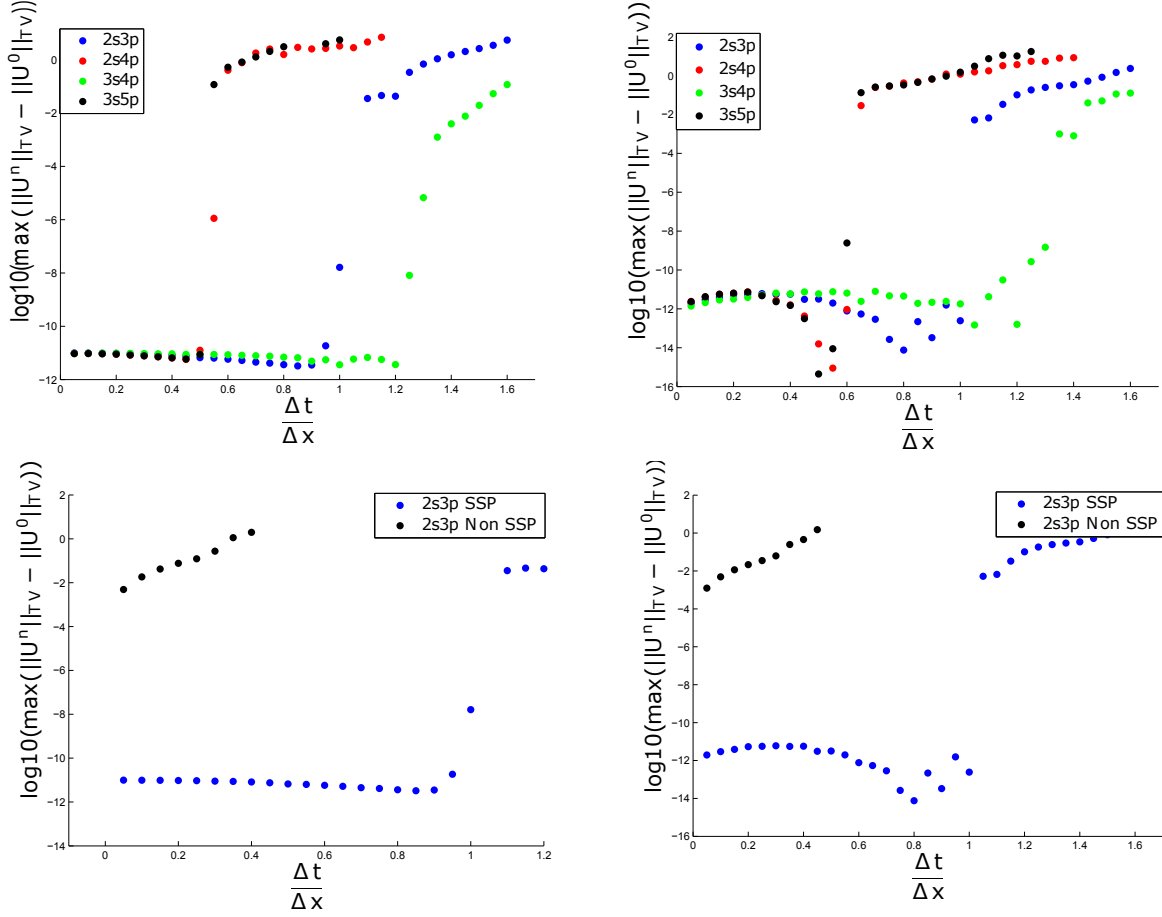 log10(max(||U^n||_TV − ||U^0||_TV))
2s3p
2s4p
3s4p
3s5p
0
−2
−4
−6
−8
−10
−12
0 0.2 0.4 0.6 0.8 1 1.2 1.4 1.6
Δt
Δx
log10(max(||U^n||_TV − ||U^0||_TV))
2s3p
2s4p
3s4p
3s5p
2
0
−2
−4
−6
−8
−10
−12
−14
−16
0 0.2 0.4 0.6 0.8 1 1.2 1.4 1.6
Δt
Δx
log10(max(||U^n||_TV − ||U^0||_TV))
2s3p SSP
2s3p Non SSP
2
0
−2
−4
−6
−8
−10
−12
−14
0 0.2 0.4 0.6 0.8 1 1.2
Δt
Δx
log10(max(||U^n||_TV − ||U^0||_TV))
2s3p SSP
2s3p Non SSP
2
0
−2
−4
−6
−8
−10
−12
−14
−16
0 0.2 0.4 0.6 0.8 1 1.2 1.4 1.6
Δt
Δx